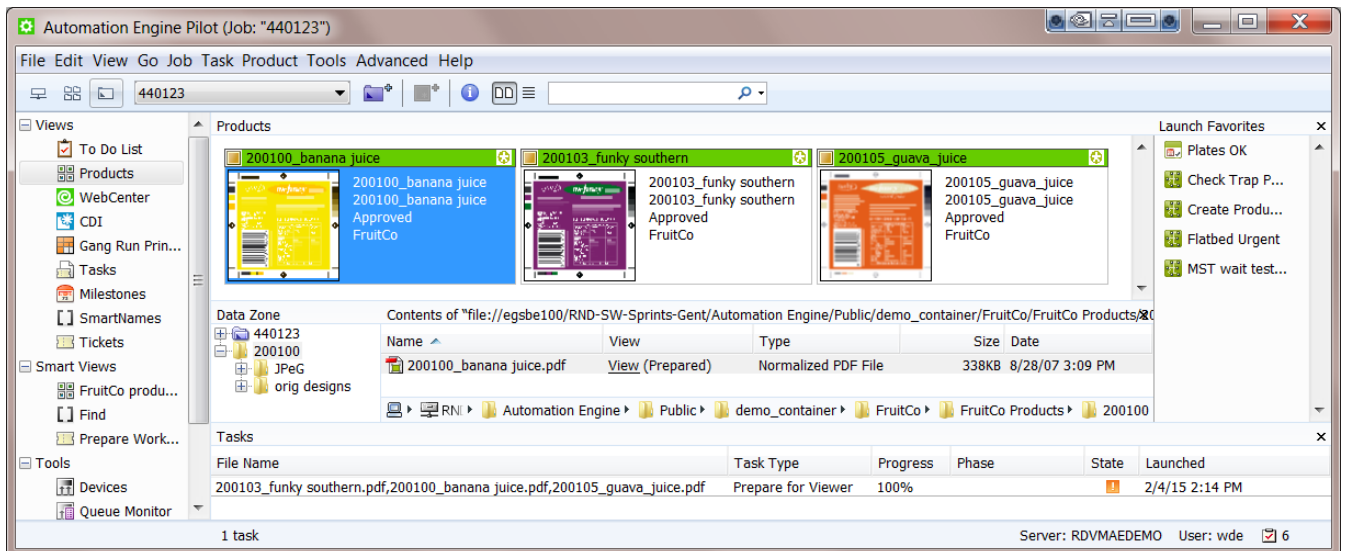 Automation Engine Pilot (Job: "440123")
File Edit View Go Job Task Product Tools Advanced Help
440123
Views
To Do List
Products
WebCenter
CDI
Gang Run Prin...
Tasks
Milestones
SmartNames
Tickets
Smart Views
FruitCo produ...
Find
Prepare Work...
Tools
Devices
Queue Monitor
Products
200100_banana juice
200100_banana juice
200100_banana juice
Approved
FruitCo
200103_funky southern
200103_funky southern
200103_funky southern
Approved
FruitCo
200105_guava_juice
200105_guava_juice
200105_guava_juice
Approved
FruitCo
Launch Favorites
Plates OK
Check Trap P...
Create Produ...
Flatbed Urgent
MST wait test...
Data Zone
440123
200100
JPeG
orig designs
Contents of "file://egsbe100/RND-SW-Sprints-Gent/Automation Engine/Public/demo_container/FruitCo/FruitCo Products/
Name View Type Size Date
200100_banana juice.pdf View (Prepared) Normalized PDF File 338KB 8/28/07 3:09 PM
Automation Engine Public demo_container FruitCo FruitCo Products 200100
Tasks
File Name Task Type Progress Phase State Launched
200103_funky southern.pdf,200100_banana juice.pdf,200105_guava_juice.pdf Prepare for Viewer 100% 2/4/15 2:14 PM
1 task Server: RDVMAEDEMO User: wde 6